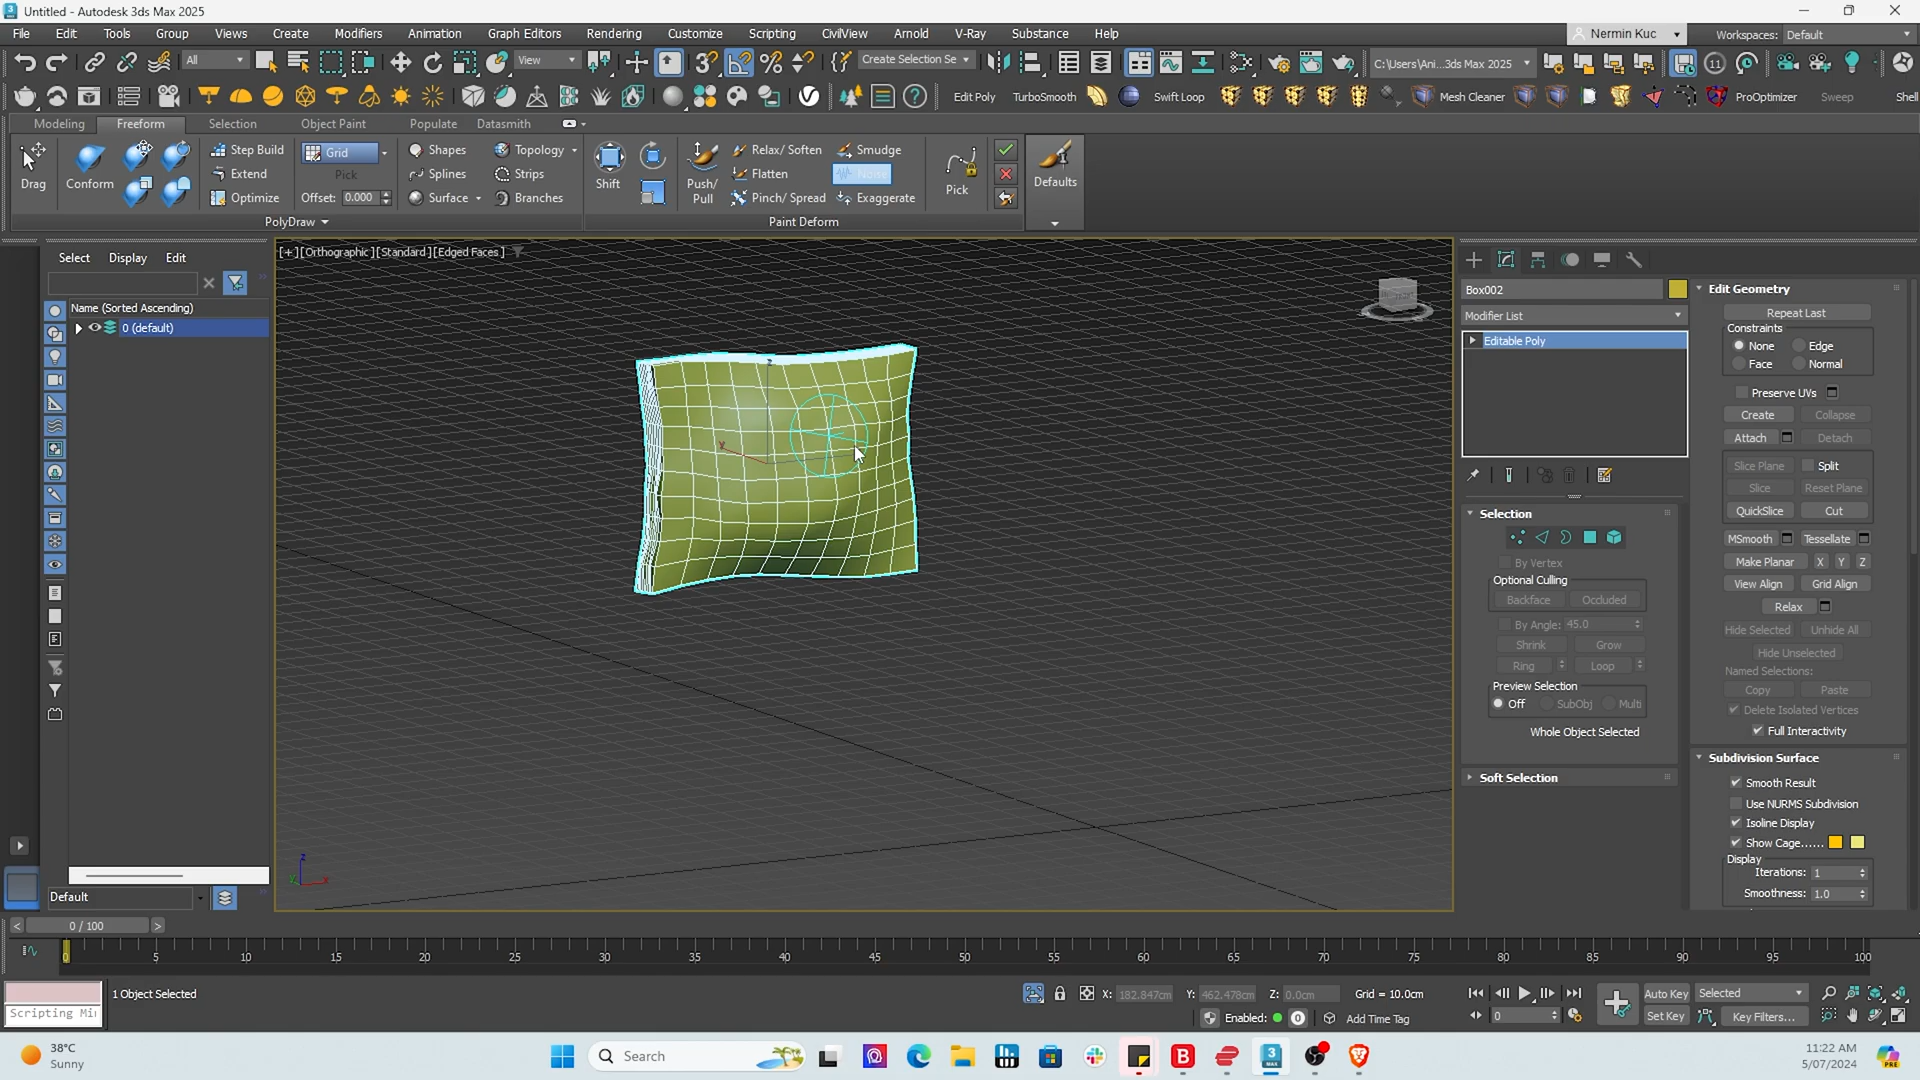 Untitled - Autodesk 3ds Max 2025
File Edit Tools Group Views Create Modifiers Animation Graph Editors Rendering Customize Scripting CivilView Arnold V-Ray Substance Help
Nermin Kuc
Workspaces: Default
All
View
Create Selection Se
C:\Users\Ani...3ds Max 2025
Edit Poly TurboSmooth Swift Loop Mesh Cleaner ProOptimizer Sweep Shell
Modeling Freeform Selection Object Paint Populate Datasmith
Drag
Conform
Step Build
Extend
Optimize
Grid
Pick
Offset: 0.000
Shapes
Splines
Surface
Topology
Strips
Branches
PolyDraw
Shift
Push/
Pull
Relax/ Soften
Flatten
Pinch/ Spread
Smudge
Noise
Exaggerate
Pick
Paint Deform
Defaults
Select Display Edit
Name (Sorted Ascending)
0 (default)
Default
[+][Orthographic][Standard][Edged Faces]
z
y
z
x
Box002
Modifier List
Editable Poly
Selection
By Vertex
Optional Culling
Backface Occluded
By Angle: 45.0
Shrink Grow
Ring Loop
Preview Selection
Off SubObj Multi
Whole Object Selected
Soft Selection
Edit Geometry
Repeat Last
Constraints
None Edge
Face Normal
Preserve UVs
Create Collapse
Attach Detach
Slice Plane Split
Slice Reset Plane
QuickSlice Cut
MSmooth Tessellate
Make Planar X Y Z
View Align Grid Align
Relax
Hide Selected Unhide All
Hide Unselected
Named Selections:
Copy Paste
Delete Isolated Vertices
Full Interactivity
Subdivision Surface
Smooth Result
Use NURMS Subdivision
Isoline Display
Show Cage......
Display
Iterations: 1
Smoothness: 1.0
< 0 / 100 >
0 5 10 15 20 25 30 35 40 45 50 55 60 65 70 75 80 85 90 95 100
1 Object Selected
Scripting Mi
X: 182.847cm Y: 462.478cm Z: 0.0cm Grid = 10.0cm
Enabled: 0 Add Time Tag
0
Auto Key Selected
Set Key Key Filters...
38°C
Sunny
Search
11:22 AM
5/07/2024